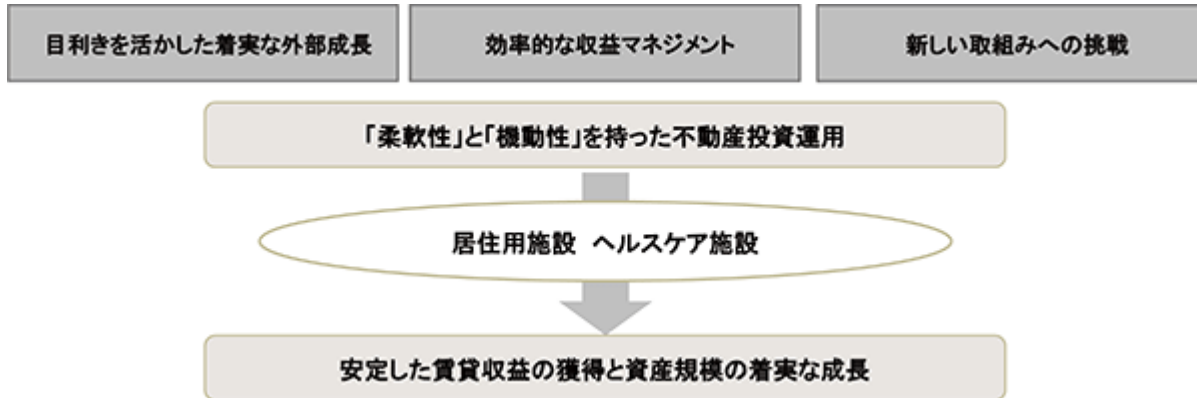 目利きを活かした着実な外部成長
効率的な収益マネジメント
新しい取組みへの挑戦
「柔軟性」と「機動性」を持った不動産投資運用
居住用施設 ヘルスケア施設
安定した賃貸収益の獲得と資産規模の着実な成長